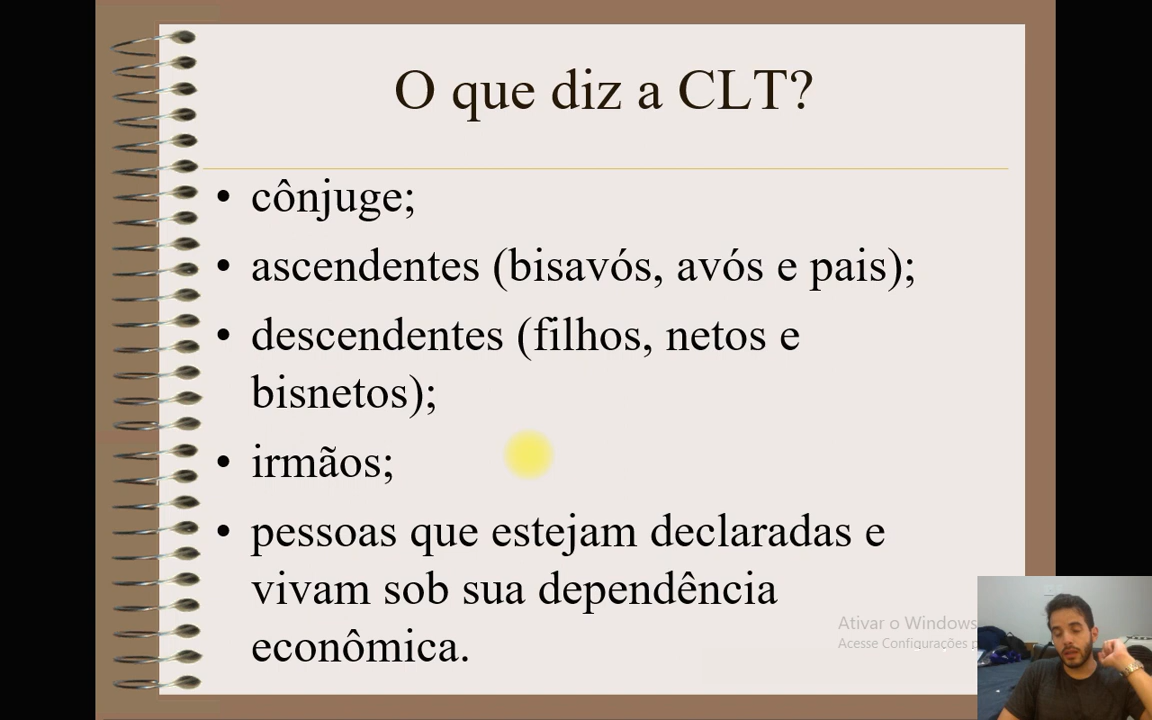 O que diz a CLT?
• cônjuge;
• ascendentes (bisavós, avós e pais);
• descendentes (filhos, netos e
bisnetos);
• irmãos;
• pessoas que estejam declaradas e
vivam sob sua dependência
econômica.
Ativar o Windows
Acesse Configurações